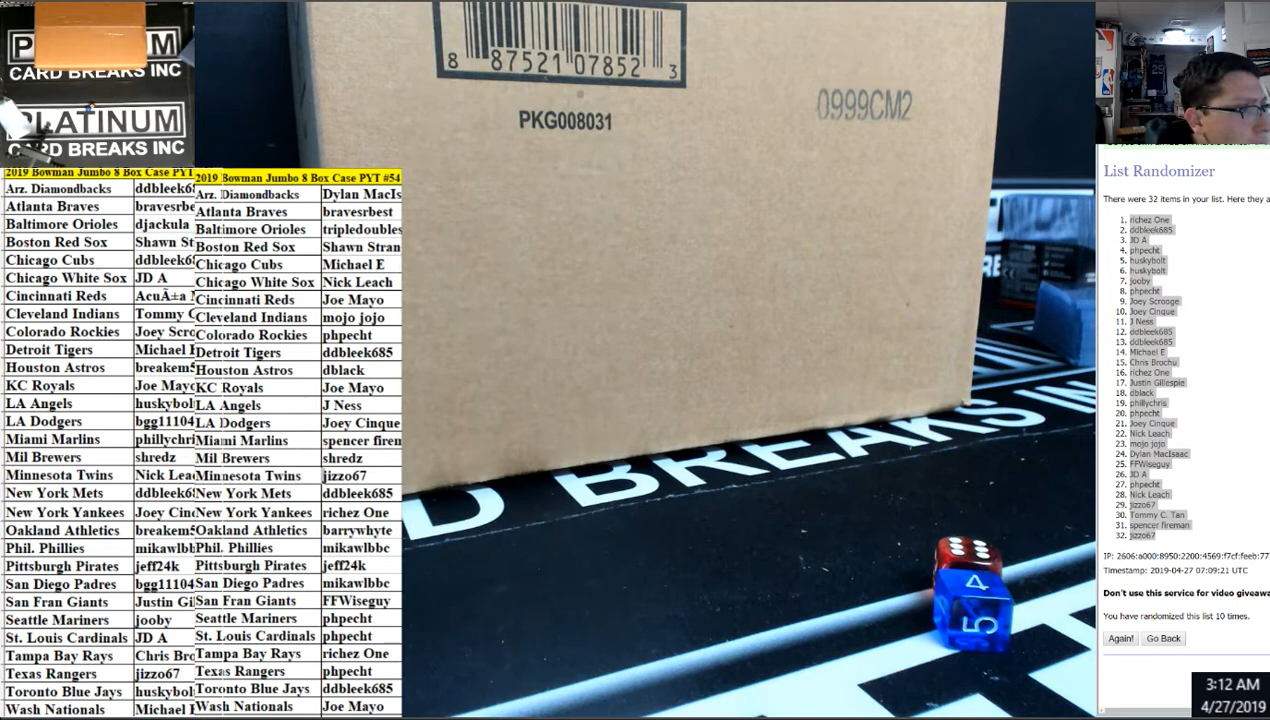 PLATINUM
CARD BREAKS INC
PLATINUM
CARD BREAKS INC
8 87521 07852 3
PKG008031
0999CM2
2019 Bowman Jumbo 8 Box Case PYT
Arz. Diamondbacks ddbleek68
Atlanta Braves bravesrbe
Baltimore Orioles djackula
Boston Red Sox Shawn St
Chicago Cubs ddbleek68
Chicago White Sox JD A
Cincinnati Reds AcuÃ±a
Cleveland Indians Tommy C
Colorado Rockies Joey Scro
Detroit Tigers Michael E
Houston Astros breakem5
KC Royals Joe Mayo
LA Angels huskybol
LA Dodgers bgg11104
Miami Marlins phillychri
Mil Brewers shredz
Minnesota Twins Nick Leac
New York Mets ddbleek68
New York Yankees Joey Cinc
Oakland Athletics breakem5
Phil. Phillies mikawlbb
Pittsburgh Pirates jeff24k
San Diego Padres bgg11104
San Fran Giants Justin Gil
Seattle Mariners jooby
St. Louis Cardinals JD A
Tampa Bay Rays Chris Bro
Texas Rangers jizzo67
Toronto Blue Jays huskybol
Wash Nationals Michael
2019 Bowman Jumbo 8 Box Case PYT #54
Arz. Diamondbacks Dylan MacIs
Atlanta Braves bravesrbest
Baltimore Orioles tripledoubles
Boston Red Sox Shawn Stran
Chicago Cubs Michael E
Chicago White Sox Nick Leach
Cincinnati Reds Joe Mayo
Cleveland Indians mojo jojo
Colorado Rockies phpecht
Detroit Tigers ddbleek685
Houston Astros dblack
KC Royals Joe Mayo
LA Angels J Ness
LA Dodgers Joey Cinque
Miami Marlins spencer firem
Mil Brewers shredz
Minnesota Twins jizzo67
New York Mets ddbleek685
New York Yankees richez One
Oakland Athletics barrywhyte
Phil. Phillies mikawlbbc
Pittsburgh Pirates jeff24k
San Diego Padres mikawlbbc
San Fran Giants FFWiseguy
Seattle Mariners phpecht
St. Louis Cardinals phpecht
Tampa Bay Rays richez One
Texas Rangers phpecht
Toronto Blue Jays ddbleek685
Wash Nationals Joe Mayo
D BREAKS IN
4
5
List Randomizer
There were 32 items in your list. Here they a
1. richez One
2. ddbleek685
3. JD A
4. phpecht
5. huskybolt
6. huskybolt
7. jooby
8. phpecht
9. Joey Scrooge
10. Joey Cinque
11. J Ness
12. ddbleek685
13. ddbleek685
14. Michael E
15. Chris Brochu
16. richez One
17. Justin Gillespie
18. dblack
19. phillychris
20. phpecht
21. Joey Cinque
22. Nick Leach
23. mojo jojo
24. Dylan MacIsaac
25. FFWiseguy
26. JD A
27. phpecht
28. Nick Leach
29. jizzo67
30. Tommy C. Tan
31. spencer fireman
32. jizzo67
IP: 2606:a000:8950:2200:4569:f7cf:feeb:77
Timestamp: 2019-04-27 07:09:21 UTC
Don't use this service for video giveawa
You have randomized this list 10 times.
Again! Go Back
3:12 AM
4/27/2019